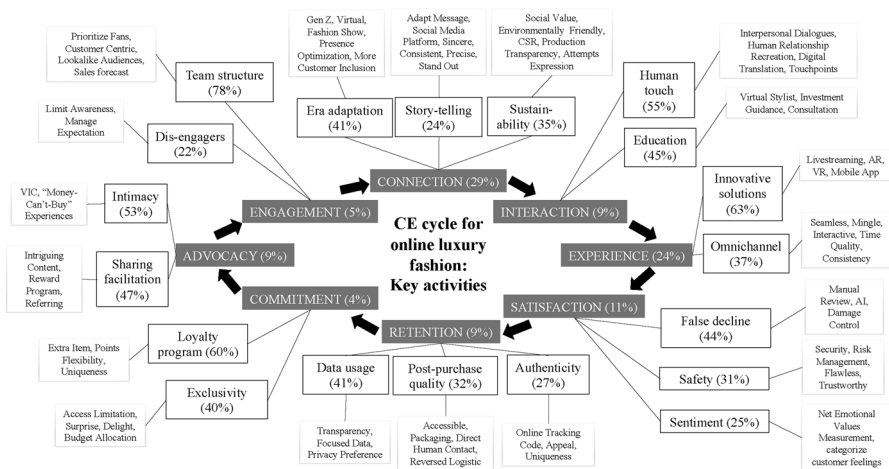 Prioritize Fans,
Customer Centric,
Lookalike Audiences,
Sales forecast
Team structure
(78%)
Limit Awareness,
Manage
Expectation
Dis-engagers
(22%)
Gen Z, Virtual,
Fashion Show,
Presence
Optimization, More
Customer Inclusion
Era adaptation
(41%)
Adapt Message,
Social Media
Platform, Sincere,
Consistent, Precise,
Stand Out
Story-telling
(24%)
Social Value,
Environmentally Friendly,
CSR, Production
Transparency, Attempts
Expression
Sustain-
ability (35%)
Interpersonal Dialogues,
Human Relationship
Recreation, Digital
Translation, Touchpoints
Human
touch
(55%)
Virtual Stylist, Investment
Guidance, Consultation
Education
(45%)
CONNECTION (29%)
ENGAGEMENT (5%)
INTERACTION (9%)
ADVOCACY (9%)
EXPERIENCE (24%)
COMMITMENT (4%)
SATISFACTION (11%)
RETENTION (9%)
CE cycle for
online luxury
fashion:
Key activities
VIC, “Money-
Can’t-Buy”
Experiences
Intimacy
(53%)
Intriguing
Content,
Reward
Program,
Referring
Sharing
facilitation
(47%)
Livestreaming, AR,
VR, Mobile App
Innovative
solutions
(63%)
Seamless, Mingle,
Interactive, Time
Quality,
Consistency
Omnichannel
(37%)
Extra Item, Points
Flexibility,
Uniqueness
Loyalty
program (60%)
Access Limitation,
Surprise, Delight,
Budget Allocation
Exclusivity
(40%)
Data usage
(41%)
Transparency,
Focused Data,
Privacy Preference
Post-purchase
quality (32%)
Accessible,
Packaging, Direct
Human Contact,
Reversed Logistic
Authenticity
(27%)
Online Tracking
Code, Appeal,
Uniqueness
Manual
Review, AI,
Damage
Control
False decline
(44%)
Security, Risk
Management,
Flawless,
Trustworthy
Safety (31%)
Net Emotional
Values
Measurement,
categorize
customer feelings
Sentiment (25%)